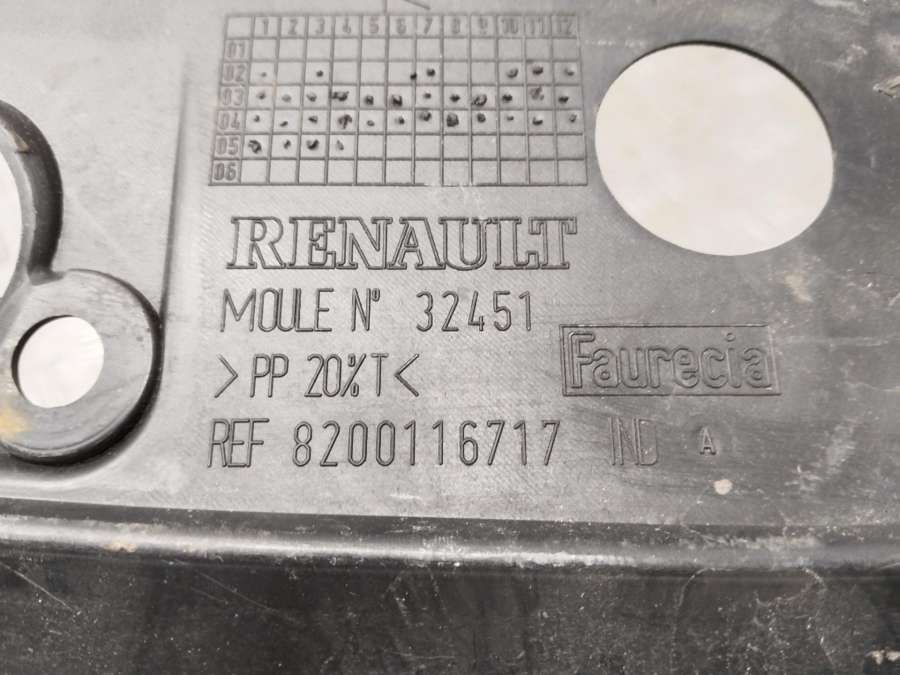 1 2 3 4 5 6 7 8 9 10 11 12
01
02
03
04
05
06
RENAULT
MOULE N° 32451
>PP 20%T<
Faurecia
REF 8200116717 IND A